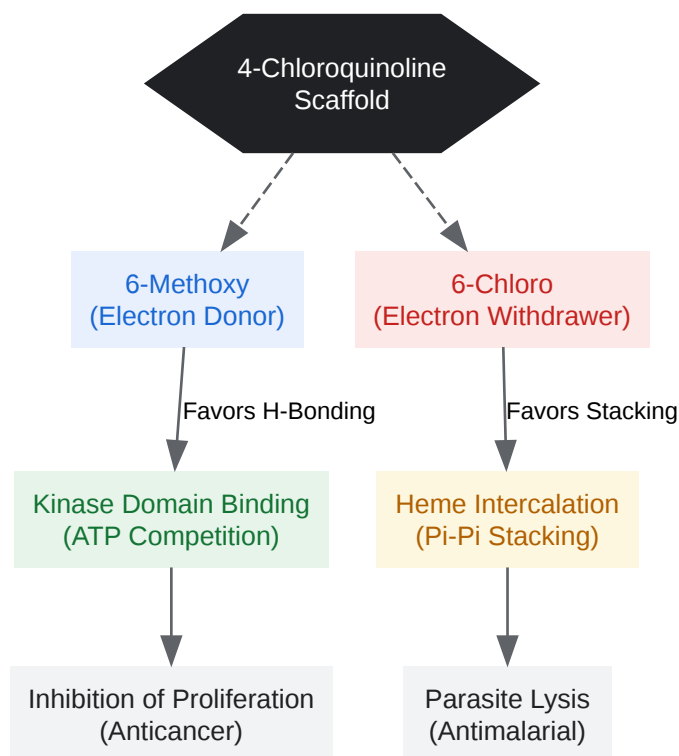 4-Chloroquinoline
Scaffold
6-Methoxy
(Electron Donor)
6-Chloro
(Electron Withdrawer)
Favors H-Bonding
Favors Stacking
Kinase Domain Binding
(ATP Competition)
Heme Intercalation
(Pi-Pi Stacking)
Inhibition of Proliferation
(Anticancer)
Parasite Lysis
(Antimalarial)